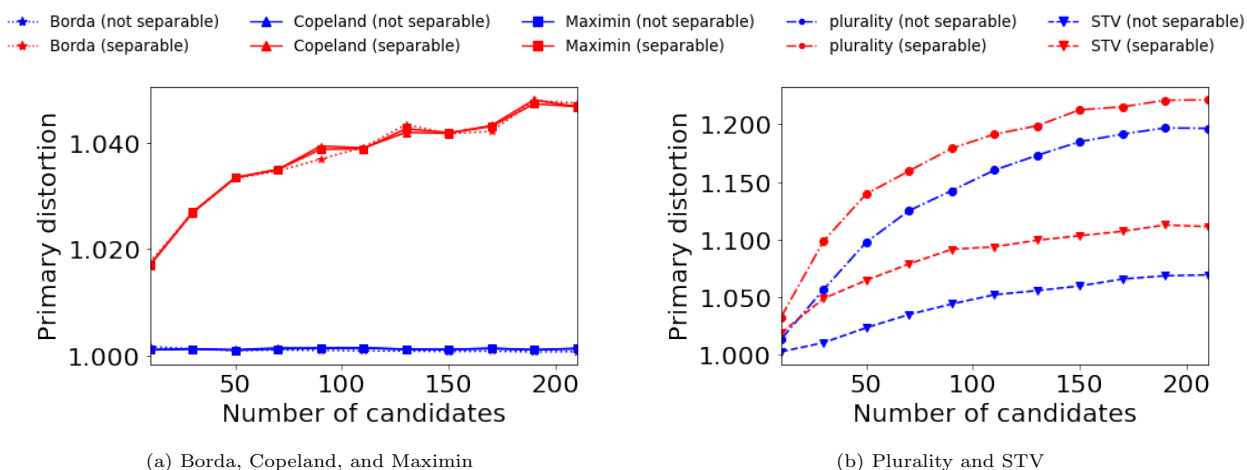 Borda (not separable) Copeland (not separable) Maximin (not separable) plurality (not separable) STV (not separable)
Borda (separable) Copeland (separable) Maximin (separable) plurality (separable) STV (separable)
Primary distortion
1.040
1.020
1.000
50 100 150 200
Number of candidates
(a) Borda, Copeland, and Maximin
Primary distortion
1.200
1.150
1.100
1.050
1.000
50 100 150 200
Number of candidates
(b) Plurality and STV